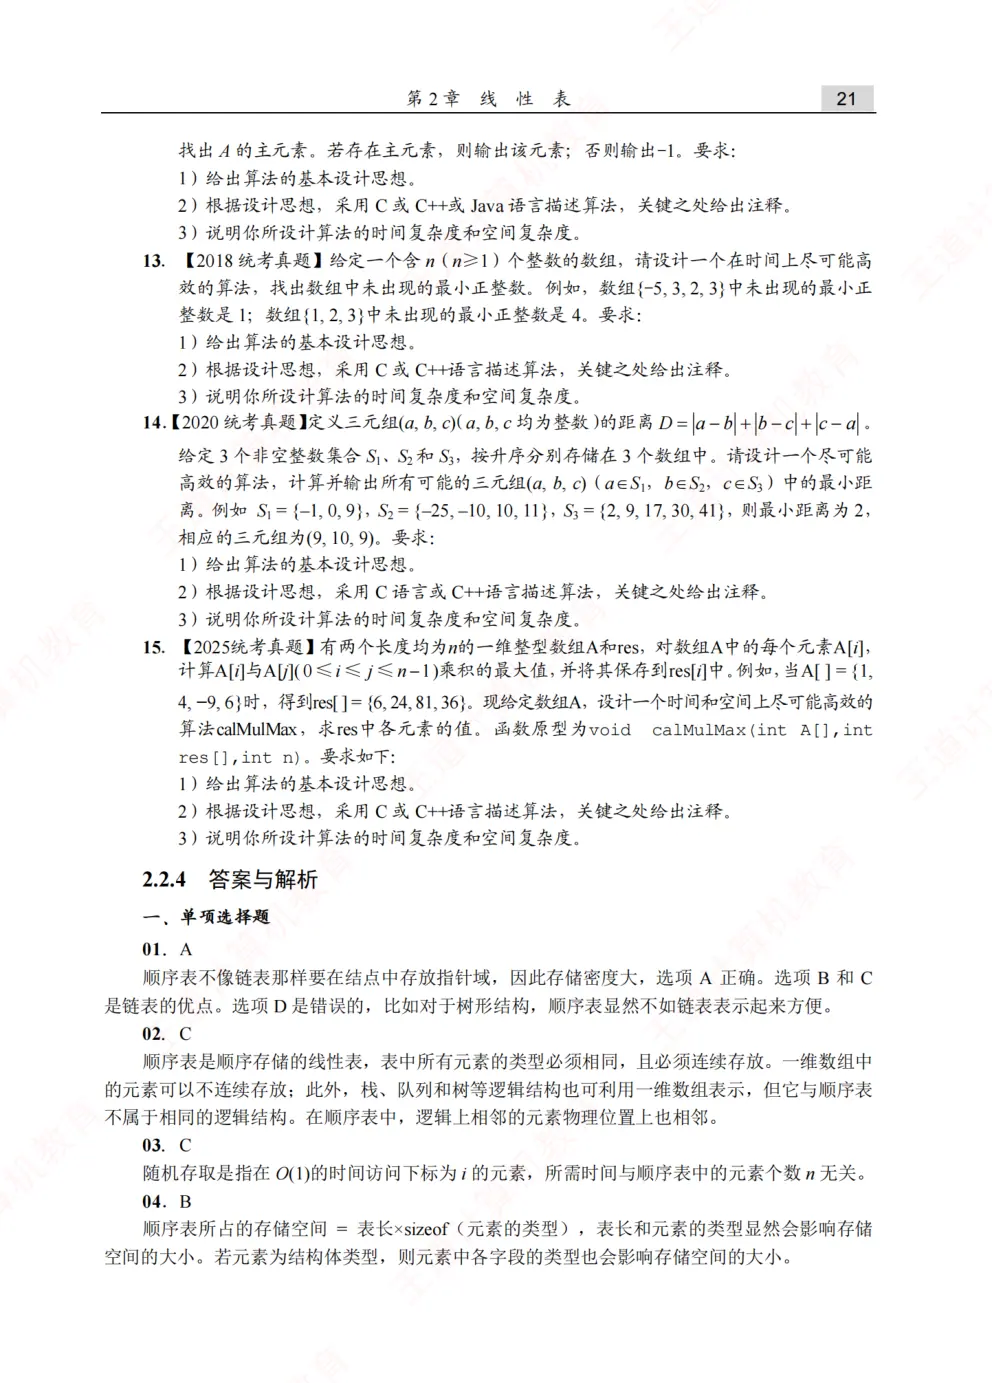 第2章 线 性 表 21
找出 A 的主元素。若存在主元素，则输出该元素；否则输出-1。要求：
1）给出算法的基本设计思想。
2）根据设计思想，采用 C 或 C++或 Java 语言描述算法，关键之处给出注释。
3）说明你所设计算法的时间复杂度和空间复杂度。
13. 【2018 统考真题】给定一个含 n（n≥1）个整数的数组，请设计一个在时间上尽可能高
效的算法，找出数组中未出现的最小正整数。例如，数组{-5, 3, 2, 3}中未出现的最小正
整数是 1；数组{1, 2, 3}中未出现的最小正整数是 4。要求：
1）给出算法的基本设计思想。
2）根据设计思想，采用 C 或 C++语言描述算法，关键之处给出注释。
3）说明你所设计算法的时间复杂度和空间复杂度。
14.【2020 统考真题】定义三元组(a, b, c)（a, b, c 均为整数）的距离 D = |a − b| + |b − c| + |c − a|。
给定 3 个非空整数集合 S₁、S₂ 和 S₃，按升序分别存储在 3 个数组中。请设计一个尽可能
高效的算法，计算并输出所有可能的三元组(a, b, c)（a∈S₁，b∈S₂，c∈S₃）中的最小距
离。例如 S₁ = {–1, 0, 9}，S₂ = {–25, –10, 10, 11}，S₃ = {2, 9, 17, 30, 41}，则最小距离为 2，
相应的三元组为(9, 10, 9)。要求：
1）给出算法的基本设计思想。
2）根据设计思想，采用 C 语言或 C++语言描述算法，关键之处给出注释。
3）说明你所设计算法的时间复杂度和空间复杂度。
15. 【2025统考真题】有两个长度均为n的一维整型数组A和res，对数组A中的每个元素A[i]，
计算A[i]与A[j](0≤i≤j≤n−1)乘积的最大值，并将其保存到res[i]中。例如，当A[ ] = {1,
4, −9, 6}时，得到res[ ] = {6, 24, 81, 36}。现给定数组A，设计一个时间和空间上尽可能高效的
算法calMulMax，求res中各元素的值。函数原型为void calMulMax(int A[],int
res[],int n)。要求如下：
1）给出算法的基本设计思想。
2）根据设计思想，采用 C 或 C++语言描述算法，关键之处给出注释。
3）说明你所设计算法的时间复杂度和空间复杂度。
2.2.4 答案与解析
一、单项选择题
01. A
顺序表不像链表那样要在结点中存放指针域，因此存储密度大，选项 A 正确。选项 B 和 C
是链表的优点。选项 D 是错误的，比如对于树形结构，顺序表显然不如链表表示起来方便。
02. C
顺序表是顺序存储的线性表，表中所有元素的类型必须相同，且必须连续存放。一维数组中
的元素可以不连续存放；此外，栈、队列和树等逻辑结构也可利用一维数组表示，但它与顺序表
不属于相同的逻辑结构。在顺序表中，逻辑上相邻的元素物理位置上也相邻。
03. C
随机存取是指在 O(1)的时间访问下标为 i 的元素，所需时间与顺序表中的元素个数 n 无关。
04. B
顺序表所占的存储空间 = 表长×sizeof（元素的类型），表长和元素的类型显然会影响存储
空间的大小。若元素为结构体类型，则元素中各字段的类型也会影响存储空间的大小。